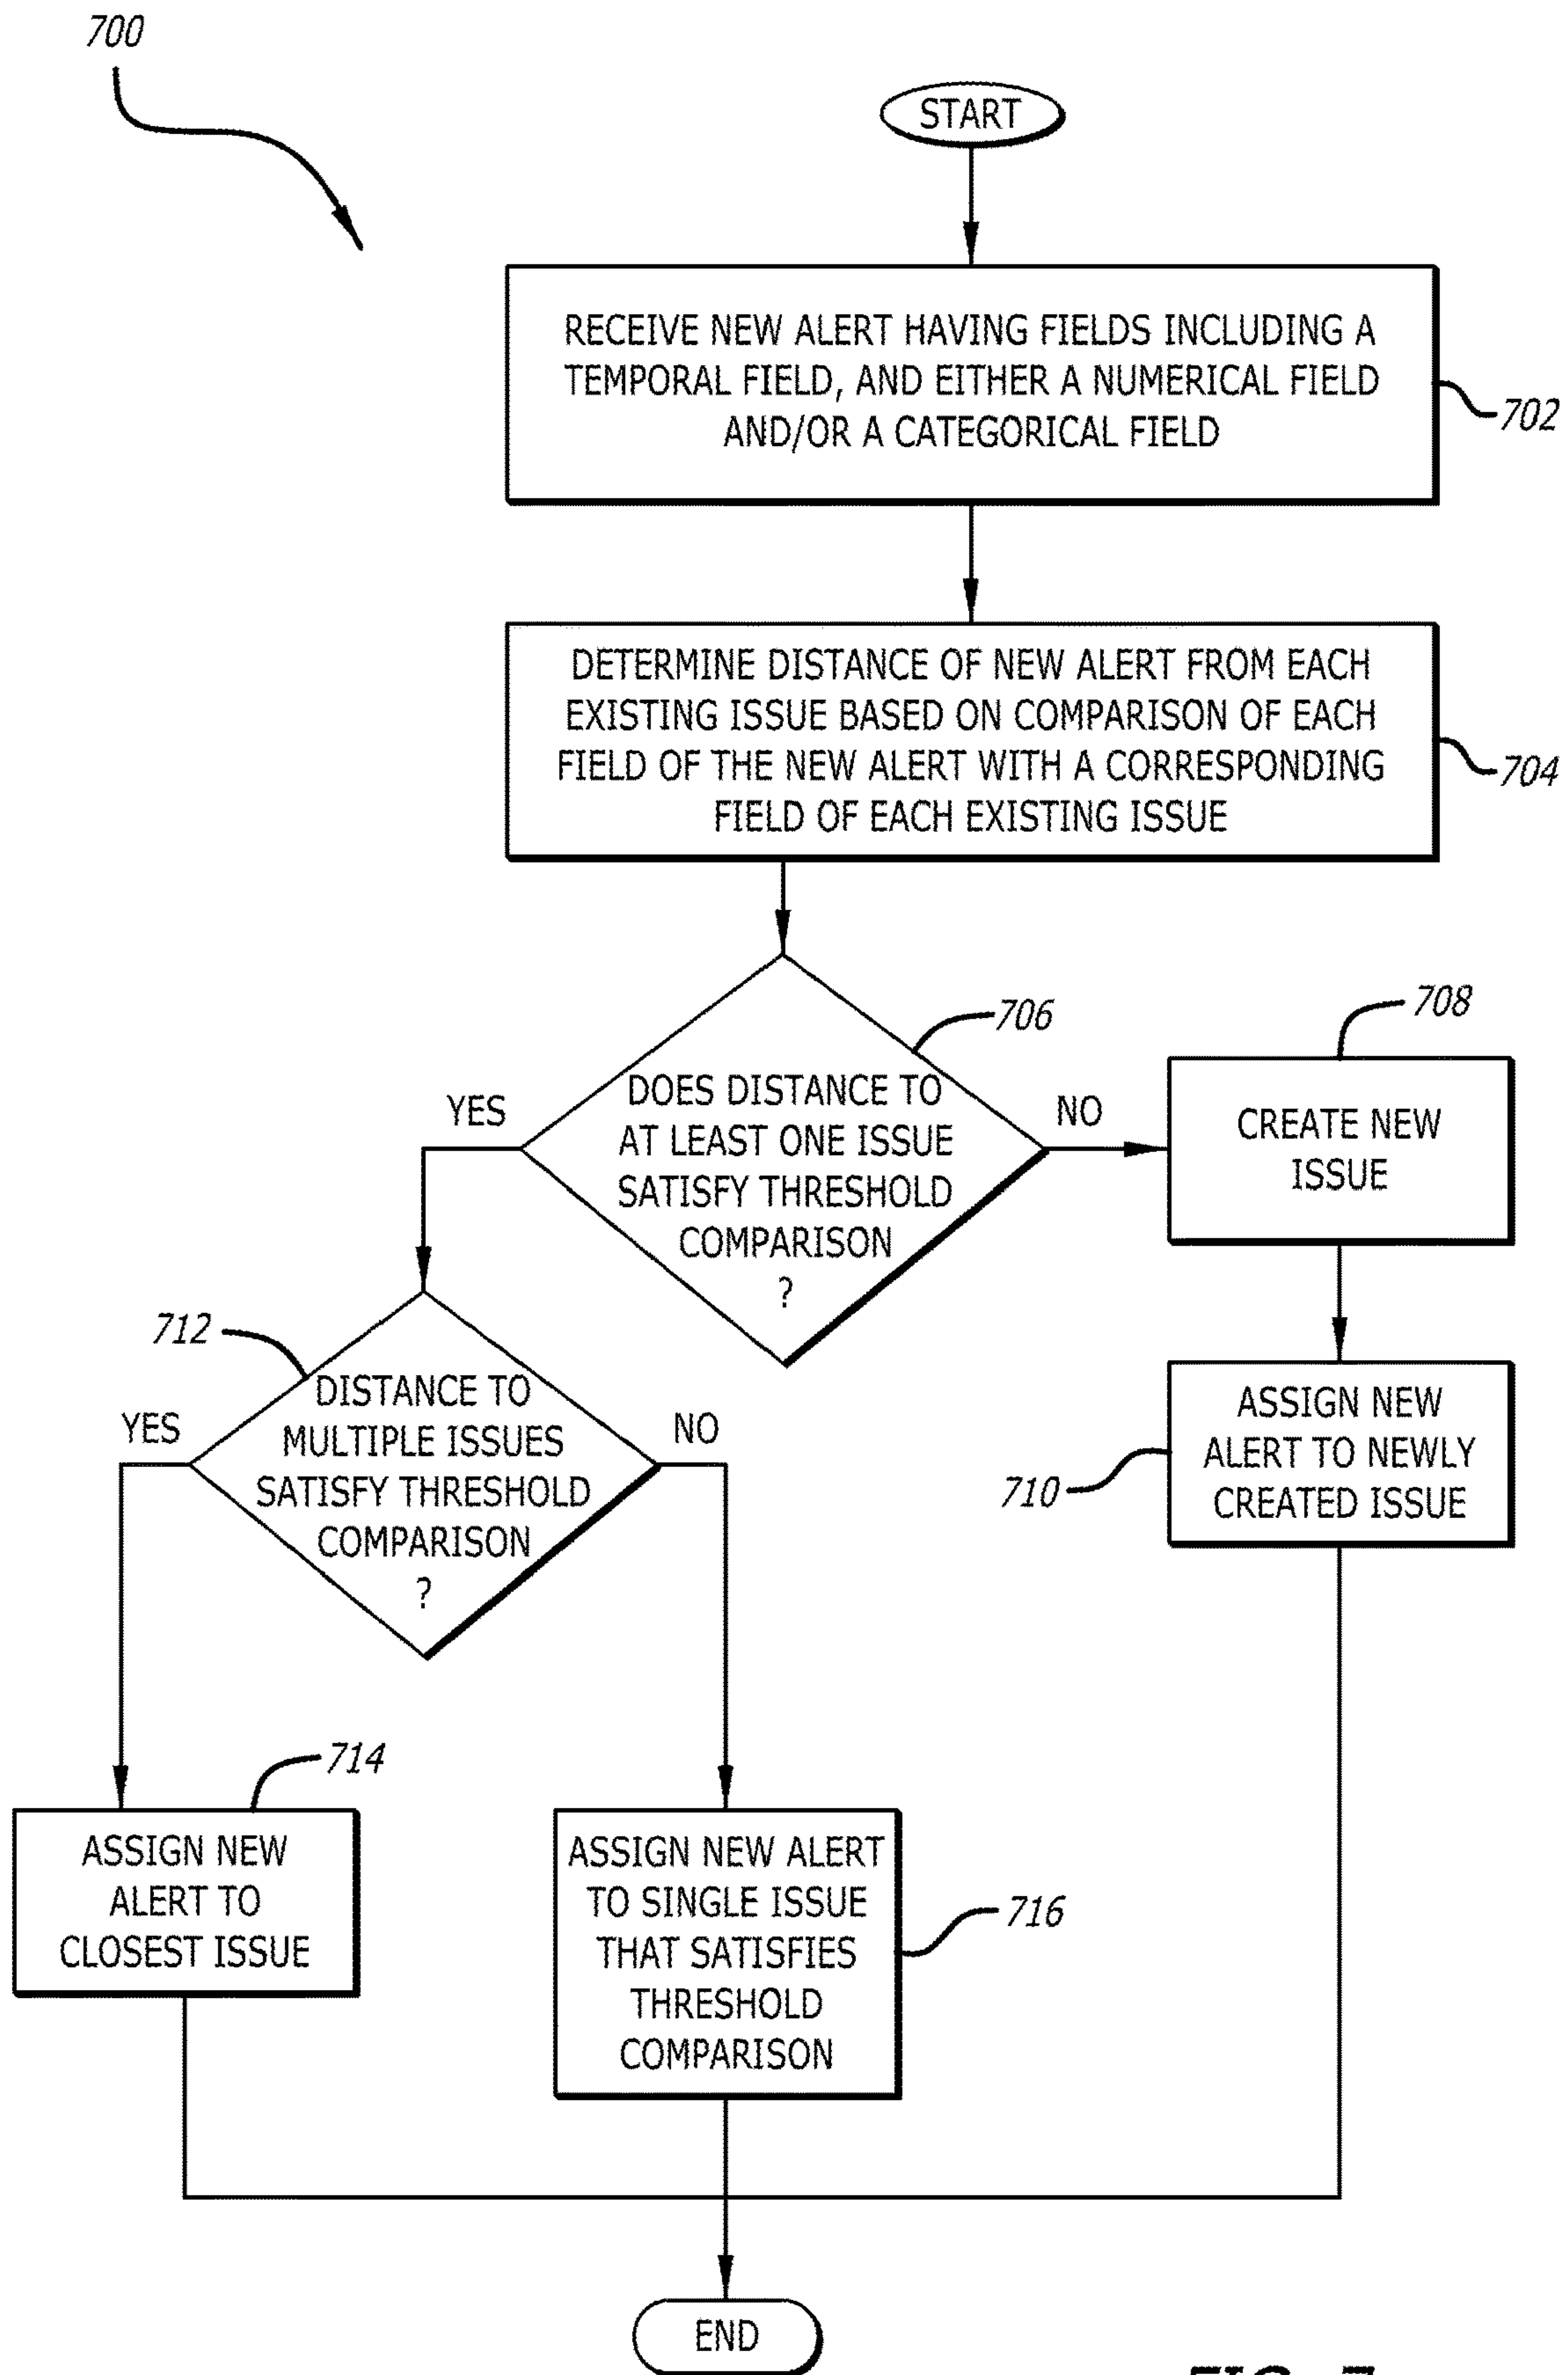 700
START
RECEIVE NEW ALERT HAVING FIELDS INCLUDING A
TEMPORAL FIELD, AND EITHER A NUMERICAL FIELD
AND/OR A CATEGORICAL FIELD
702
DETERMINE DISTANCE OF NEW ALERT FROM EACH
EXISTING ISSUE BASED ON COMPARISON OF EACH
FIELD OF THE NEW ALERT WITH A CORRESPONDING
FIELD OF EACH EXISTING ISSUE
704
706
DOES DISTANCE TO
AT LEAST ONE ISSUE
SATISFY THRESHOLD
COMPARISON
?
YES
NO
708
CREATE NEW
ISSUE
712
DISTANCE TO
MULTIPLE ISSUES
SATISFY THRESHOLD
COMPARISON
?
YES
NO
ASSIGN NEW
ALERT TO NEWLY
CREATED ISSUE
710
714
ASSIGN NEW
ALERT TO
CLOSEST ISSUE
ASSIGN NEW ALERT
TO SINGLE ISSUE
THAT SATISFIES
THRESHOLD
COMPARISON
716
END